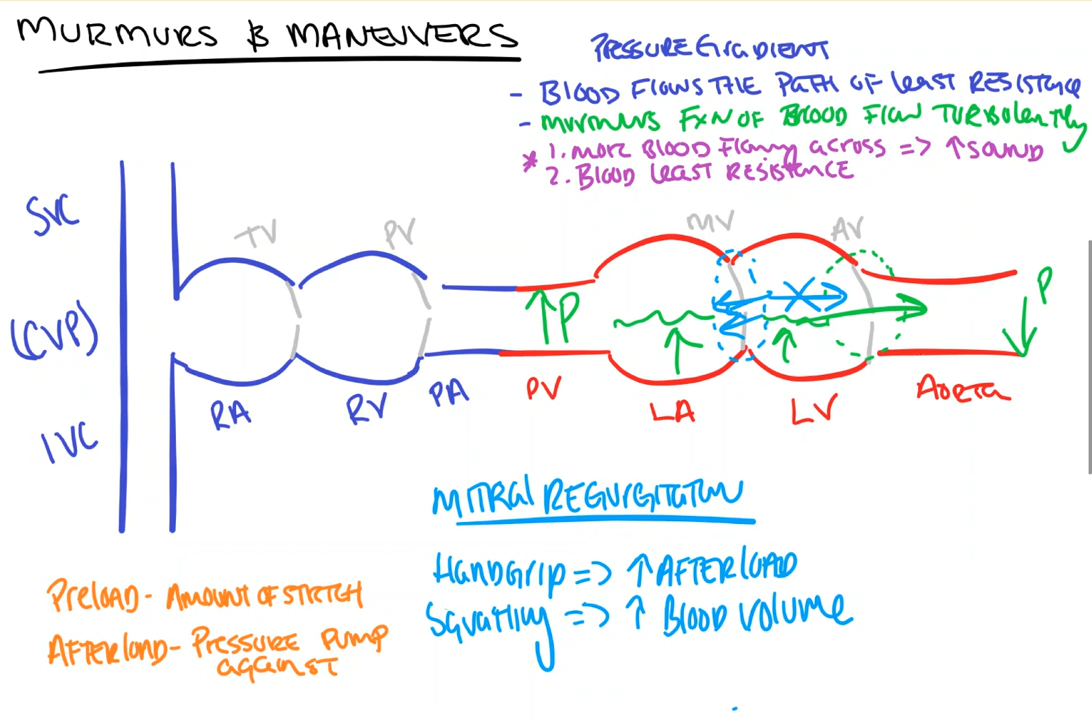 MURMURS & MANEUVERS
PRESSURE GRADIENT
- BLOOD FLOWS THE PATH OF LEAST RESISTENCE
- MURMURS FXN OF BLOOD FLOW TURBULENTLY
* 1. MORE BLOOD FLOWING ACROSS => ↑ SOUND
2. BLOOD LEAST RESISTENCE
SVC
TV
PV
MV
AV
(CVP)
P
P
RA
RV
PA
PV
LA
LV
AORTA
IVC
MITRAL REGURGITATION
HANDGRIP => ↑ AFTERLOAD
SQUATTING => ↑ BLOOD VOLUME
PRELOAD - AMOUNT OF STRETCH
AFTERLOAD - PRESSURE PUMP
AGAINST